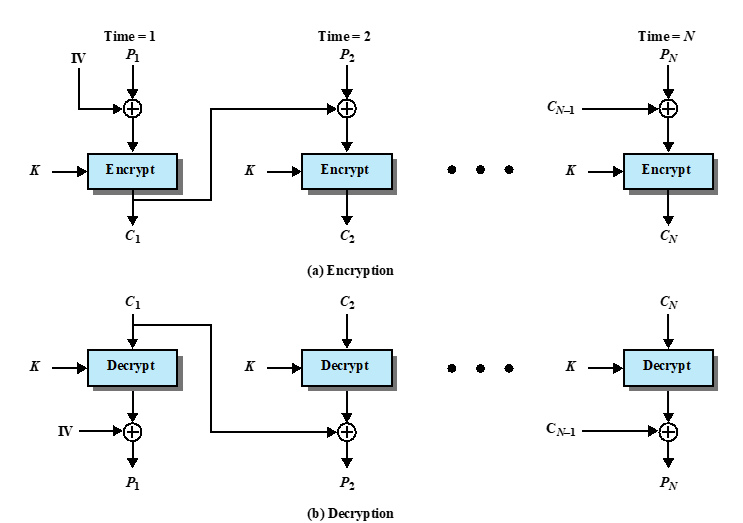 Time = 1 Time = 2 Time = N
IV P1 P2 PN
CN–1
K Encrypt K Encrypt K Encrypt
C1 C2 CN
(a) Encryption
C1 C2 CN
K Decrypt K Decrypt K Decrypt
IV CN–1
P1 P2 PN
(b) Decryption